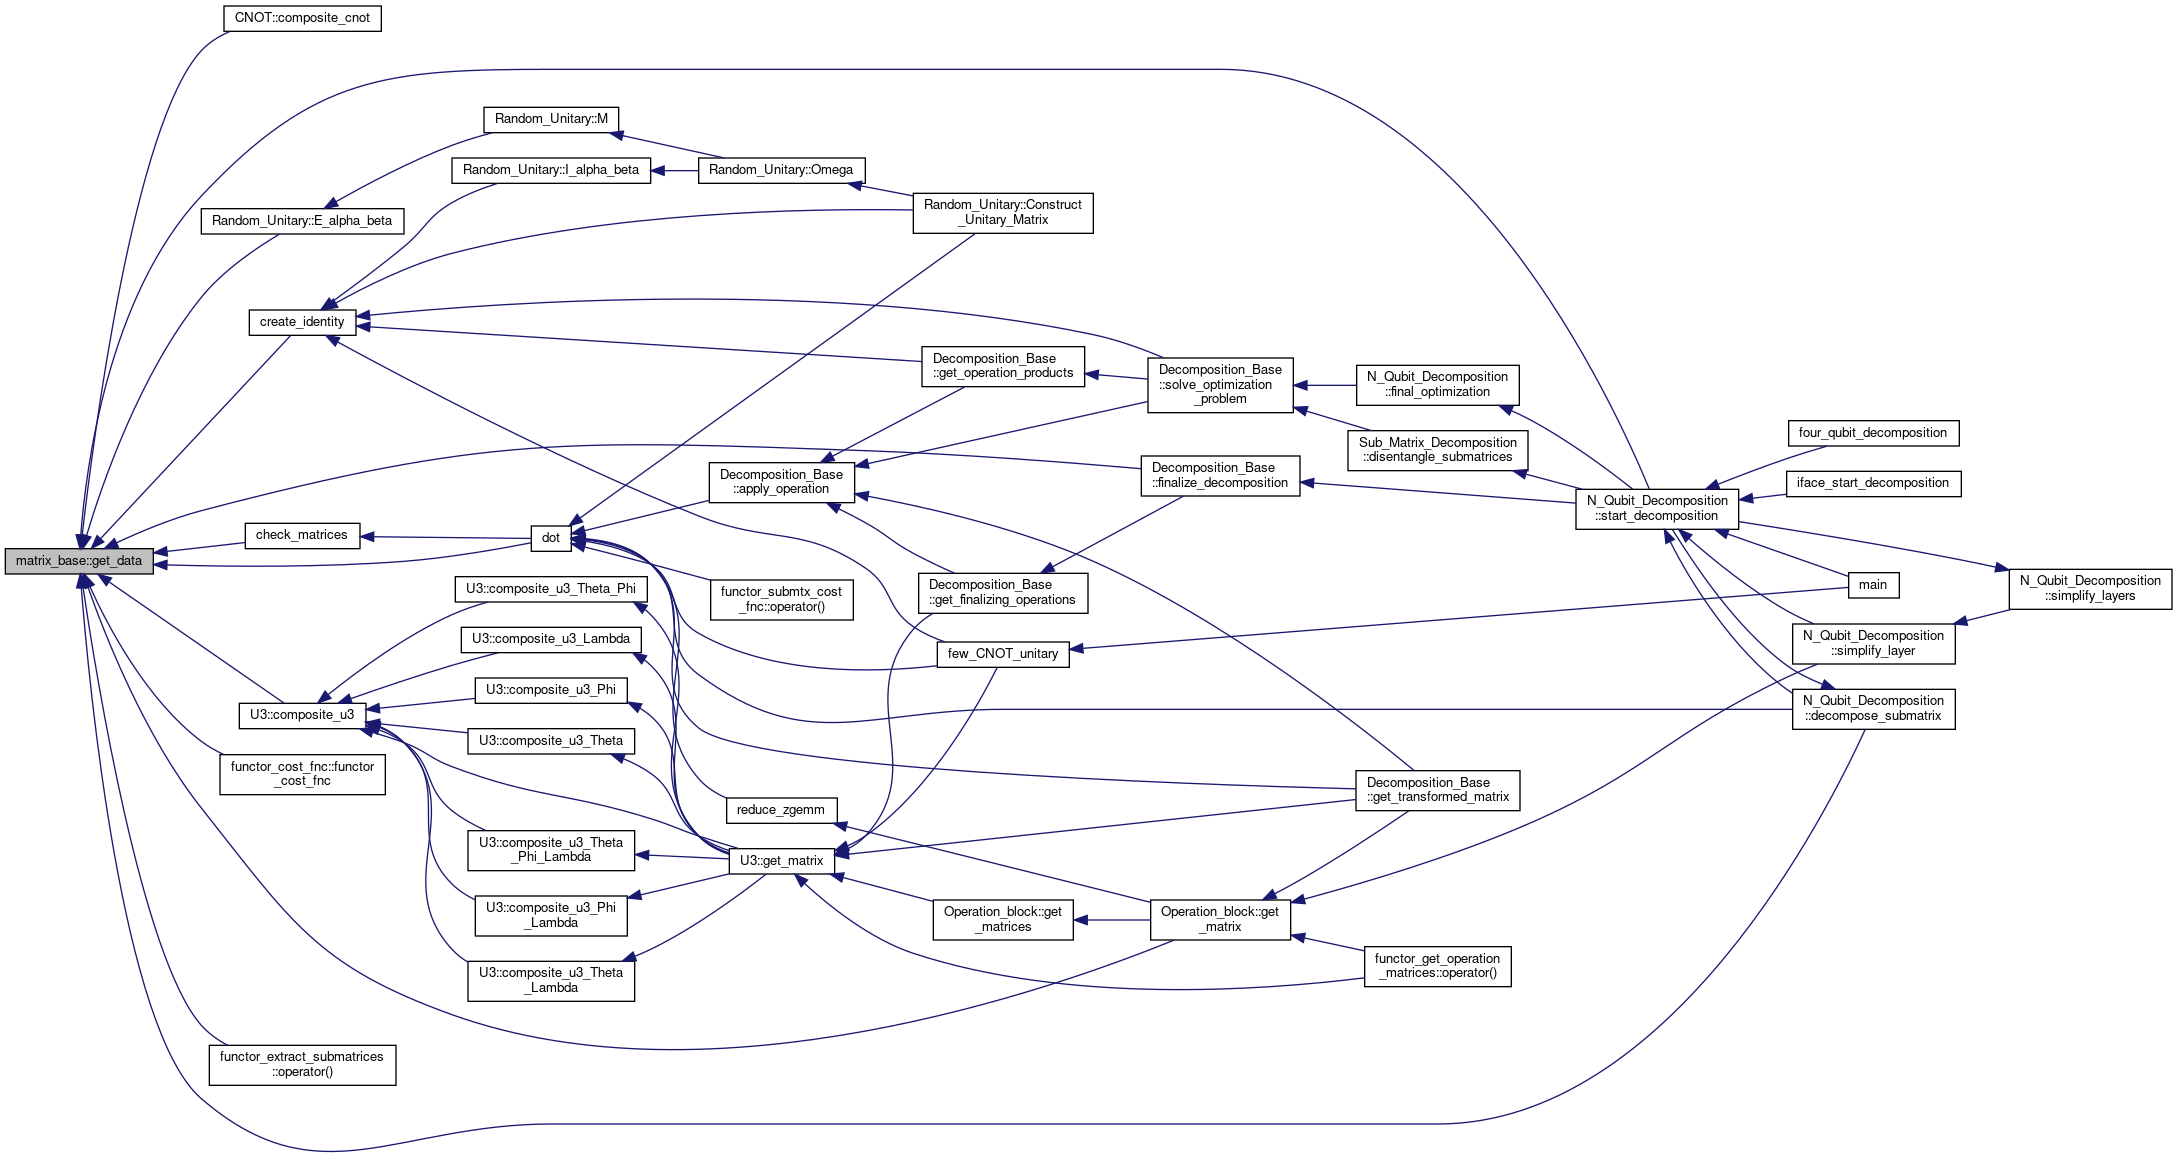 CNOT::composite_cnot
Random_Unitary::M
Random_Unitary::I_alpha_beta
Random_Unitary::Omega
Random_Unitary::E_alpha_beta
Random_Unitary::Construct
_Unitary_Matrix
create_identity
Decomposition_Base
::get_operation_products
Decomposition_Base
::solve_optimization
_problem
N_Qubit_Decomposition
::final_optimization
Sub_Matrix_Decomposition
::disentangle_submatrices
four_qubit_decomposition
Decomposition_Base
::apply_operation
Decomposition_Base
::finalize_decomposition
iface_start_decomposition
N_Qubit_Decomposition
::start_decomposition
check_matrices
dot
matrix_base::get_data
U3::composite_u3_Theta_Phi
functor_submtx_cost
_fnc::operator()
Decomposition_Base
::get_finalizing_operations
main
N_Qubit_Decomposition
::simplify_layers
U3::composite_u3_Lambda
few_CNOT_unitary
N_Qubit_Decomposition
::simplify_layer
U3::composite_u3_Phi
U3::composite_u3
N_Qubit_Decomposition
::decompose_submatrix
U3::composite_u3_Theta
functor_cost_fnc::functor
_cost_fnc
Decomposition_Base
::get_transformed_matrix
reduce_zgemm
U3::composite_u3_Theta
_Phi_Lambda
U3::get_matrix
U3::composite_u3_Phi
_Lambda
Operation_block::get
_matrices
Operation_block::get
_matrix
functor_get_operation
_matrices::operator()
U3::composite_u3_Theta
_Lambda
functor_extract_submatrices
::operator()